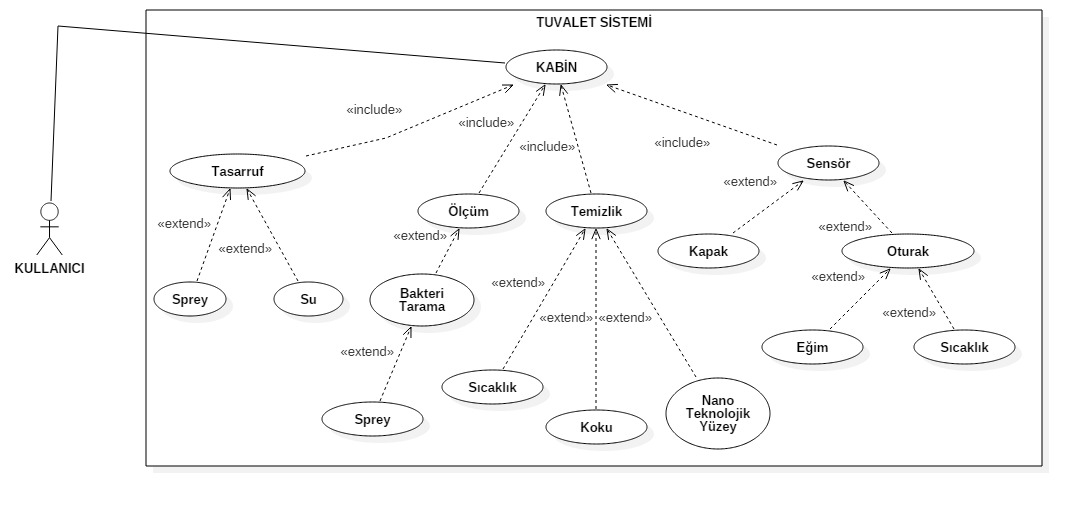 TUVALET SİSTEMİ
KABİN
«include»
«include»
«include»
«include»
Tasarruf
Sensör
«extend»
Ölçüm
Temizlik
«extend»
«extend»
«extend»
«extend»
Kapak
Oturak
«extend»
KULLANICI
«extend»
Sprey
Su
Bakteri
Tarama
«extend»
«extend»
«extend»
Eğim
Sıcaklık
«extend»
Sıcaklık
Sprey
Koku
Nano
Teknolojik
Yüzey